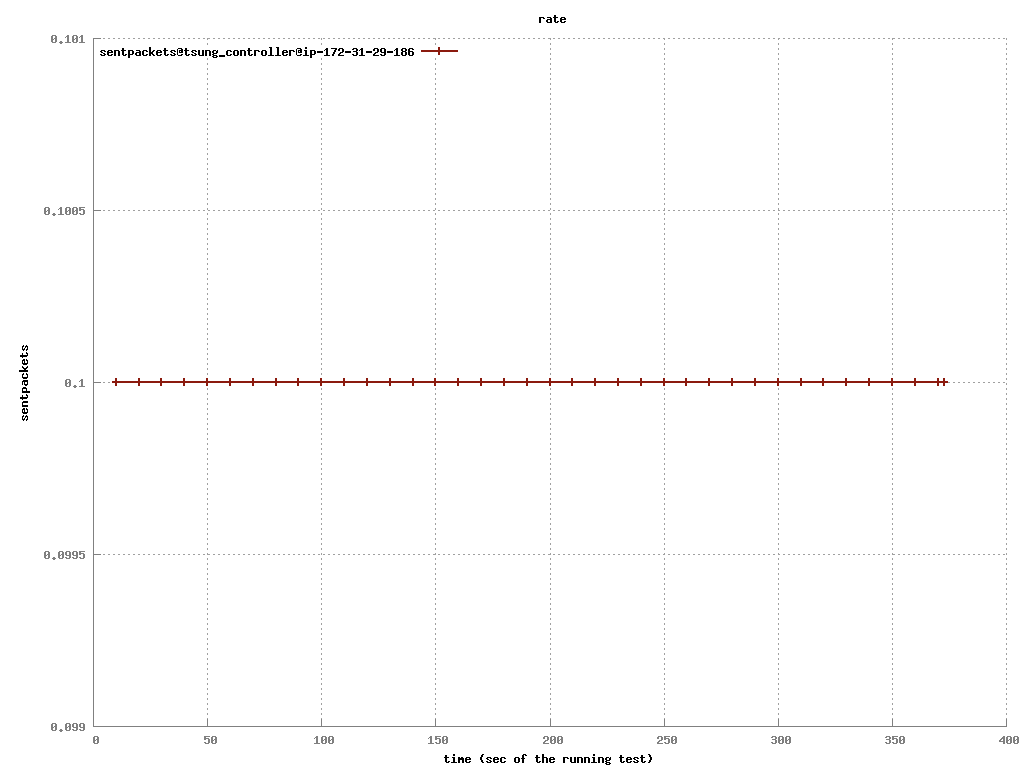 rate
0.101
sentpackets@tsung_controller@ip-172-31-29-186
0.1005
sentpackets
0.1
0.0995
0.099
0 50 100 150 200 250 300 350 400
time (sec of the running test)